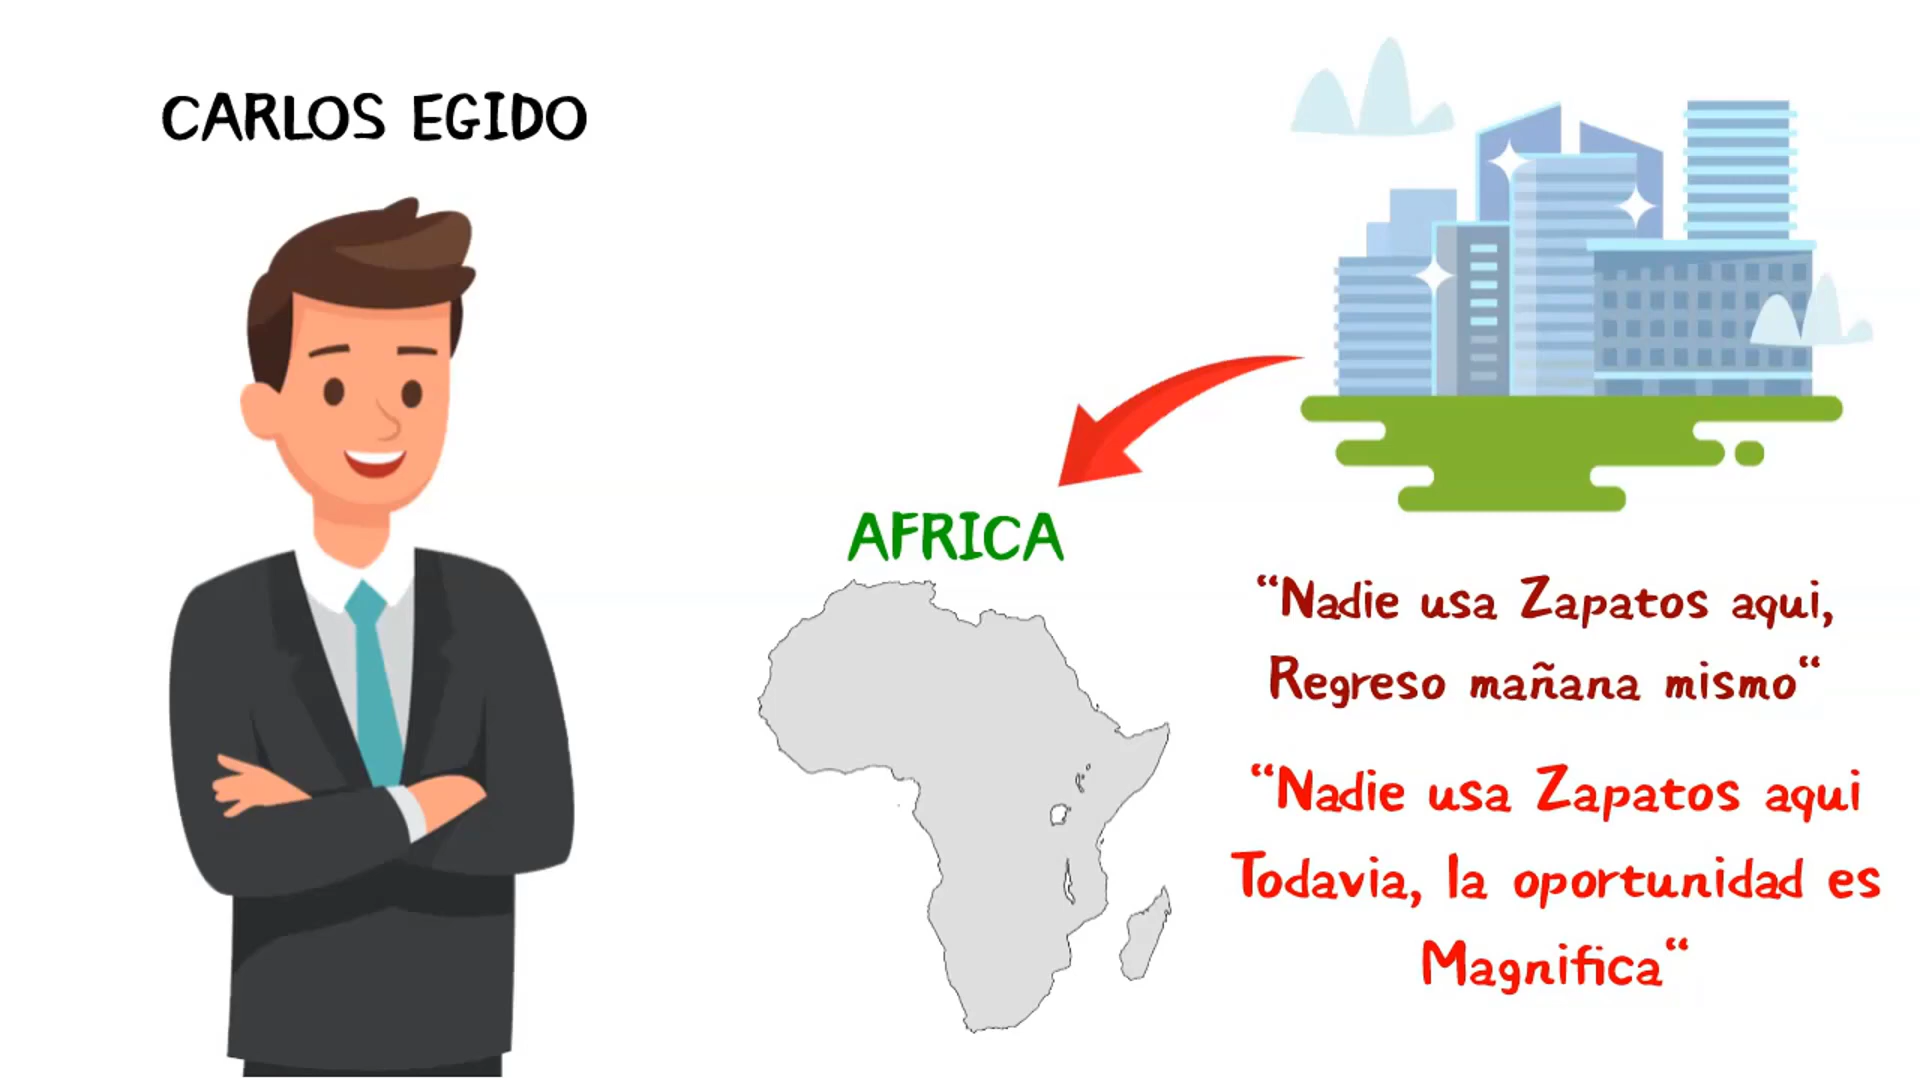 CARLOS EGIDO
AFRICA
“Nadie usa Zapatos aqui,
Regreso mañana mismo“
“Nadie usa Zapatos aqui
Todavia, la oportunidad es
Magnifica“